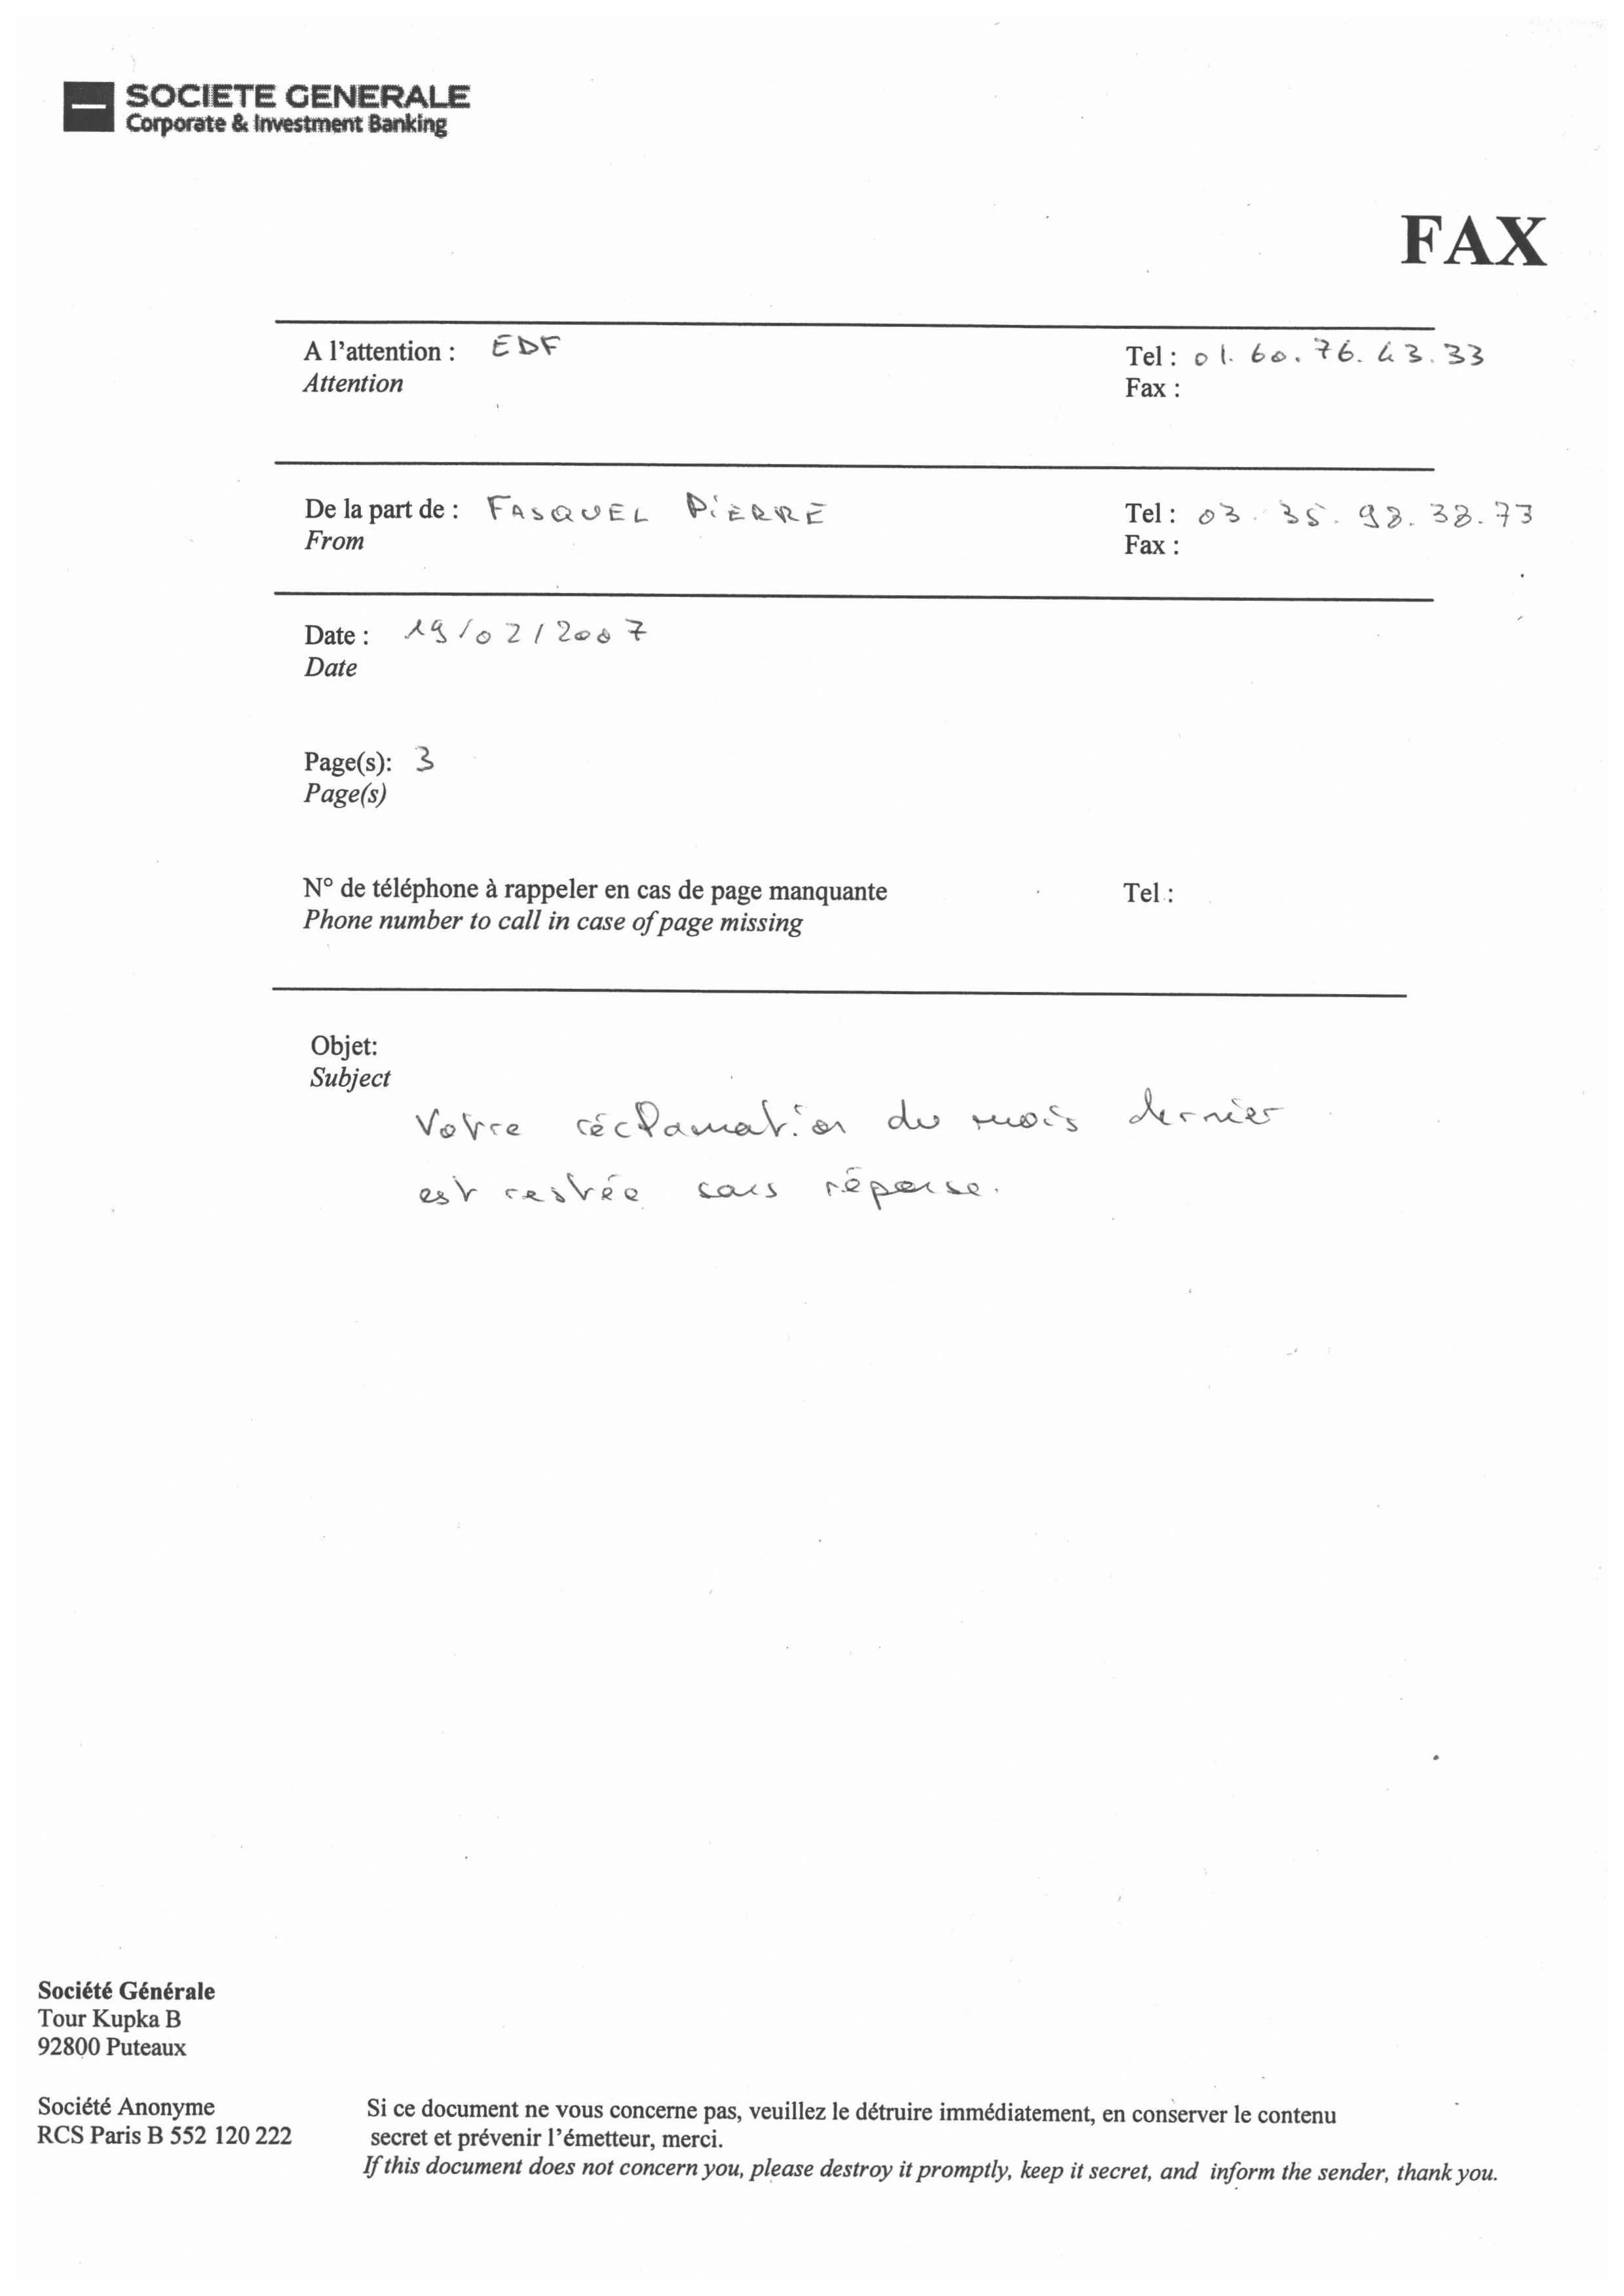 SOCIETE GENERALE
Corporate & Investment Banking
FAX
A l'attention : EDF
Tel : 01.60.76.43.33
Attention
Fax :
De la part de : FASQUEL PiERRE
Tel : 03.35.98.38.73
From
Fax :
Date : 19/02/2007
Date
Page(s): 3
Page(s)
N° de téléphone à rappeler en cas de page manquante
Tel :
Phone number to call in case of page missing
Objet:
Subject
Votre réclamation du mois dernier
est restée sans réponse.
Société Générale
Tour Kupka B
92800 Puteaux
Société Anonyme
RCS Paris B 552 120 222
Si ce document ne vous concerne pas, veuillez le détruire immédiatement, en conserver le contenu
secret et prévenir l'émetteur, merci.
If this document does not concern you, please destroy it promptly, keep it secret, and inform the sender, thank you.